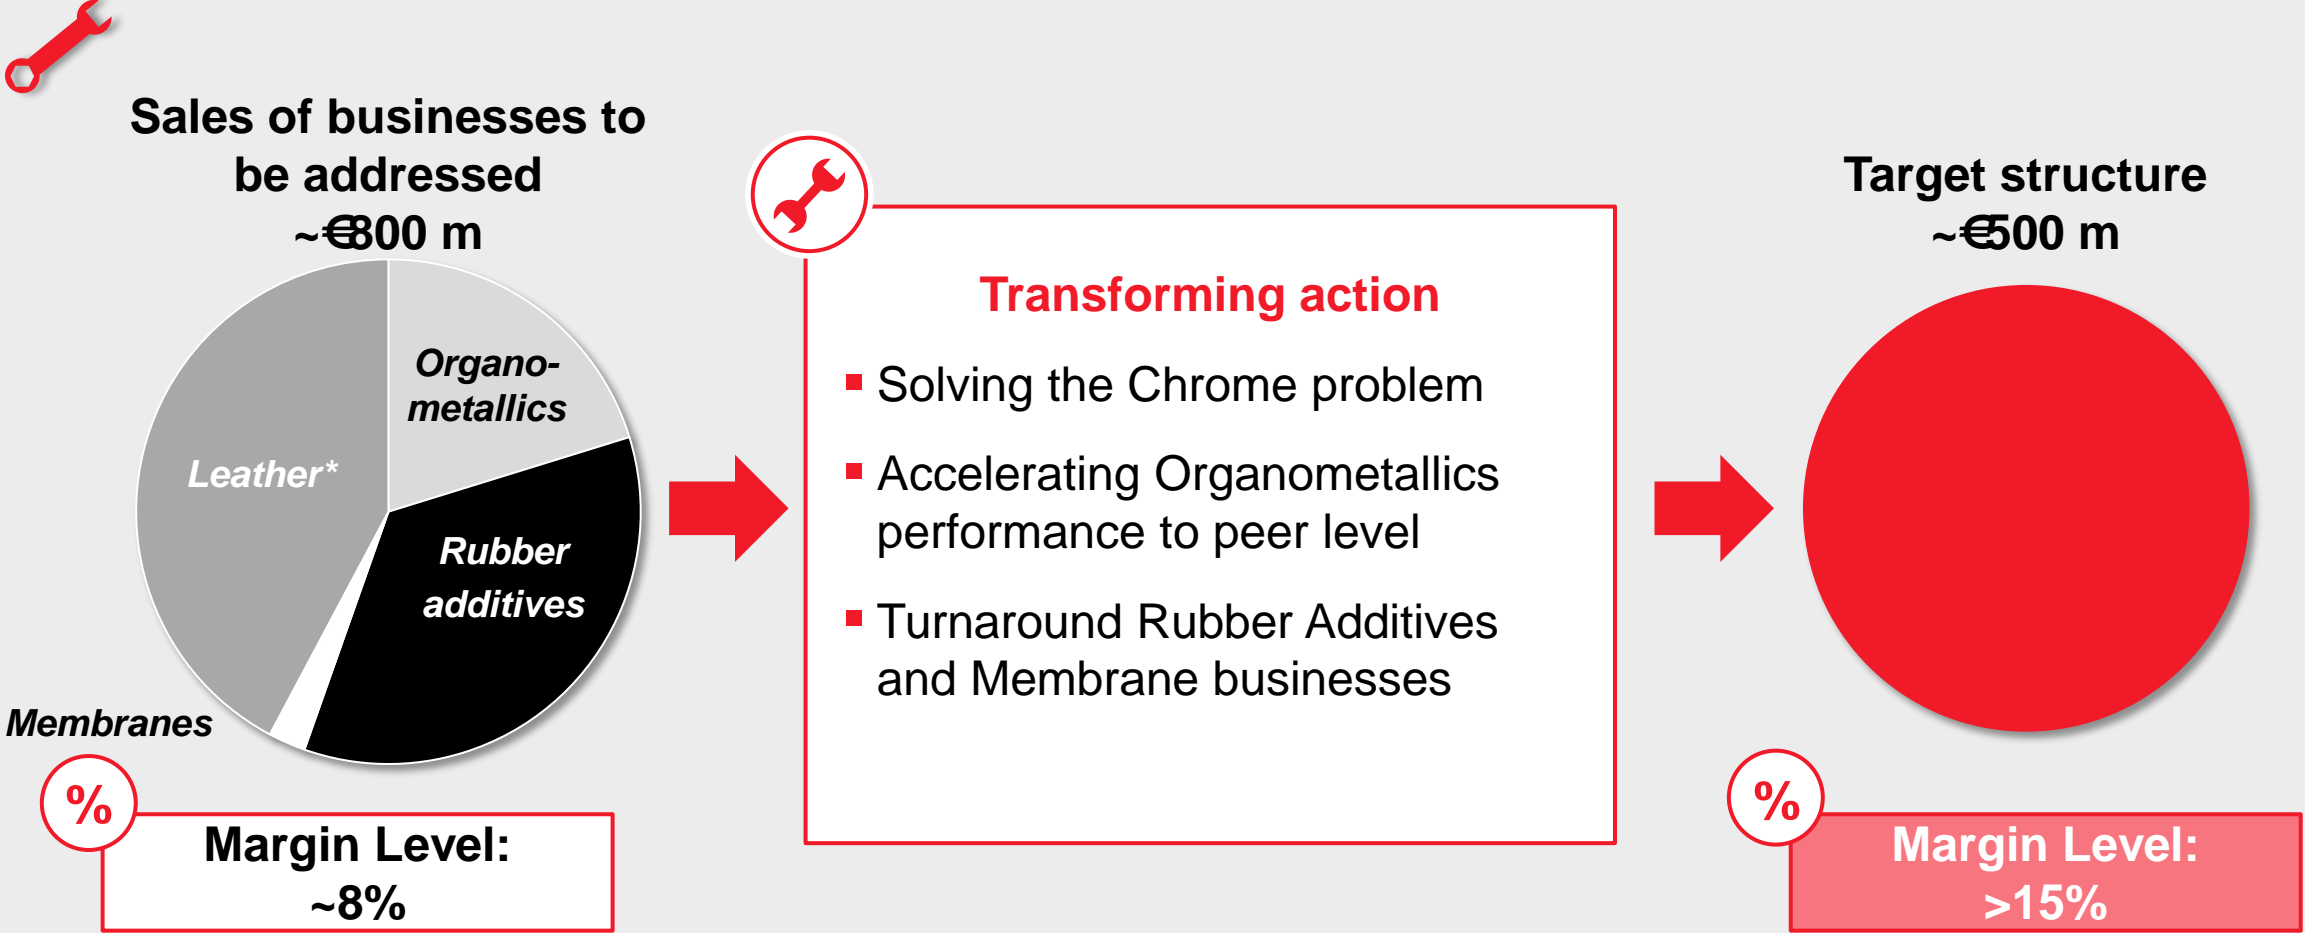 Sales of businesses to
be addressed
~€800 m
Organo-
metallics
Leather*
Rubber
additives
Membranes
%
Margin Level:
~8%
Transforming action
▪ Solving the Chrome problem
▪ Accelerating Organometallics
performance to peer level
▪ Turnaround Rubber Additives
and Membrane businesses
Target structure
~€500 m
%
Margin Level:
>15%